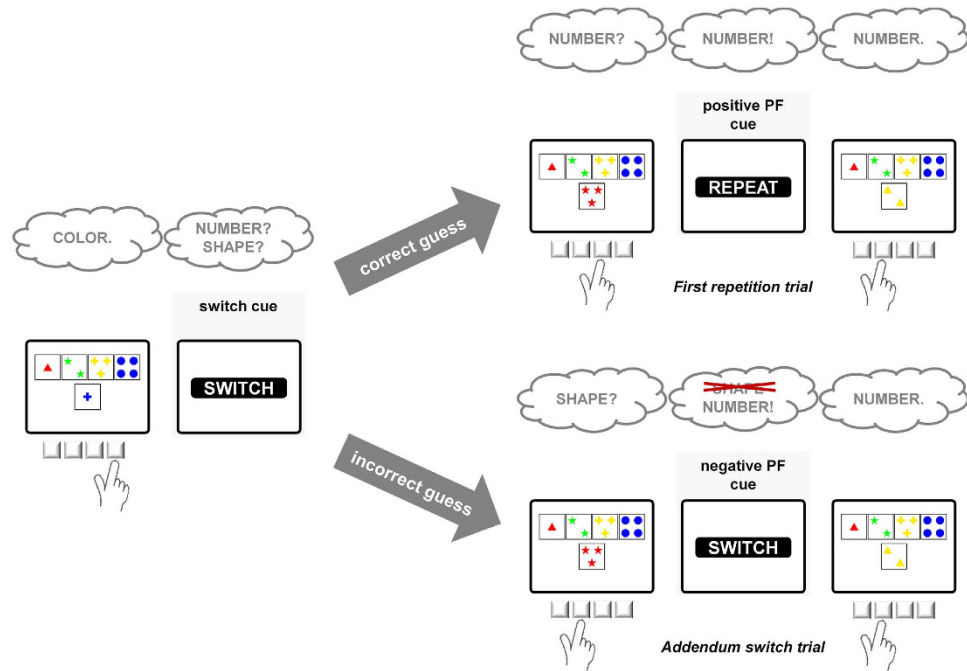 COLOR.
NUMBER?
SHAPE?
switch cue
SWITCH
correct guess
incorrect guess
NUMBER?
NUMBER!
NUMBER.
positive PF
cue
REPEAT
First repetition trial
SHAPE?
SHAPE
NUMBER!
NUMBER.
negative PF
cue
SWITCH
Addendum switch trial